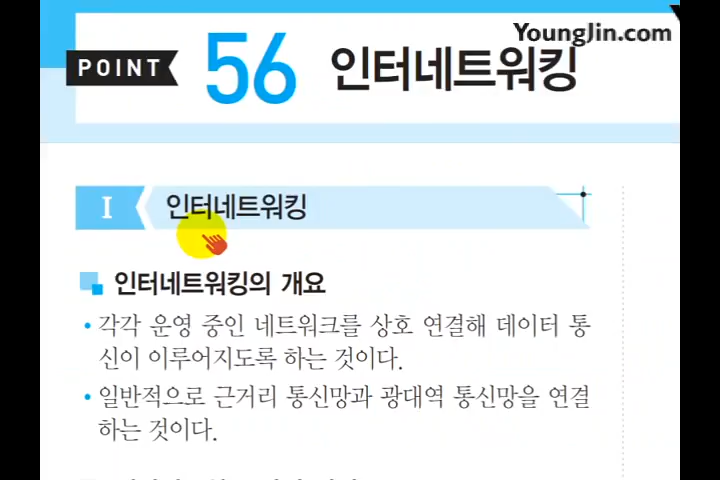 YoungJin.com
POINT 56 인터네트워킹
I 인터네트워킹
인터네트워킹의 개요
• 각각 운영 중인 네트워크를 상호 연결해 데이터 통
신이 이루어지도록 하는 것이다.
• 일반적으로 근거리 통신망과 광대역 통신망을 연결
하는 것이다.